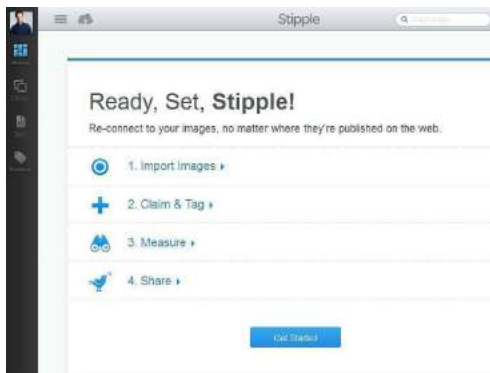 Stipple
Ready, Set, Stipple!
Re-connect to your images, no matter where they're published on the web.
1. Import Images
2. Claim & Tag
3. Measure
4. Share
Get Started